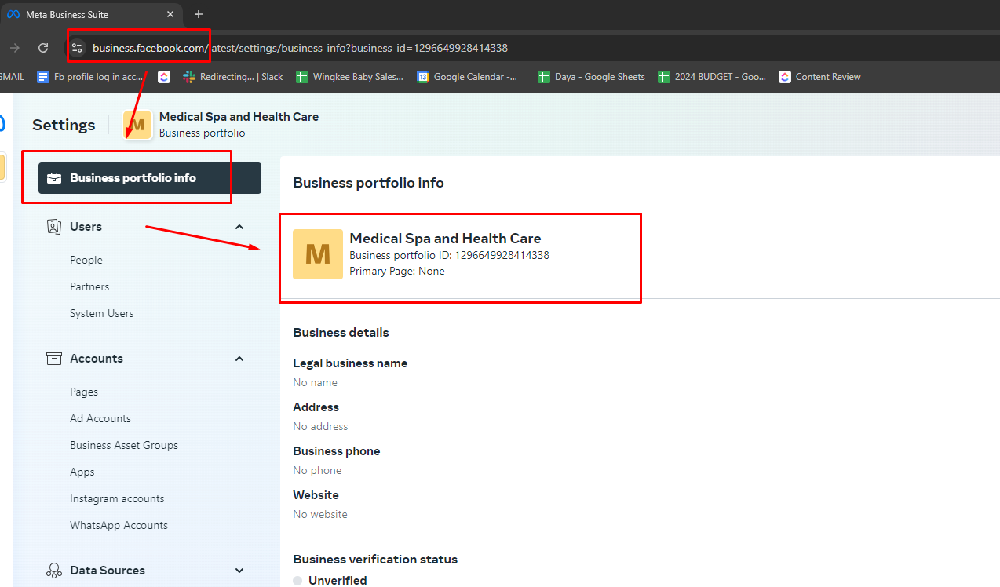 Meta Business Suite
business.facebook.com/latest/settings/business_info?business_id=1296649928414338
GMAIL
Fb profile log in acc...
Redirecting... | Slack
Wingkee Baby Sales...
13
Google Calendar -...
Daya - Google Sheets
2024 BUDGET - Goo...
Content Review
Settings
M
Medical Spa and Health Care
Business portfolio
Business portfolio info
Users
People
Partners
System Users
Accounts
Pages
Ad Accounts
Business Asset Groups
Apps
Instagram accounts
WhatsApp Accounts
Data Sources
Business portfolio info
M
Medical Spa and Health Care
Business portfolio ID: 1296649928414338
Primary Page: None
Business details
Legal business name
No name
Address
No address
Business phone
No phone
Website
No website
Business verification status
Unverified